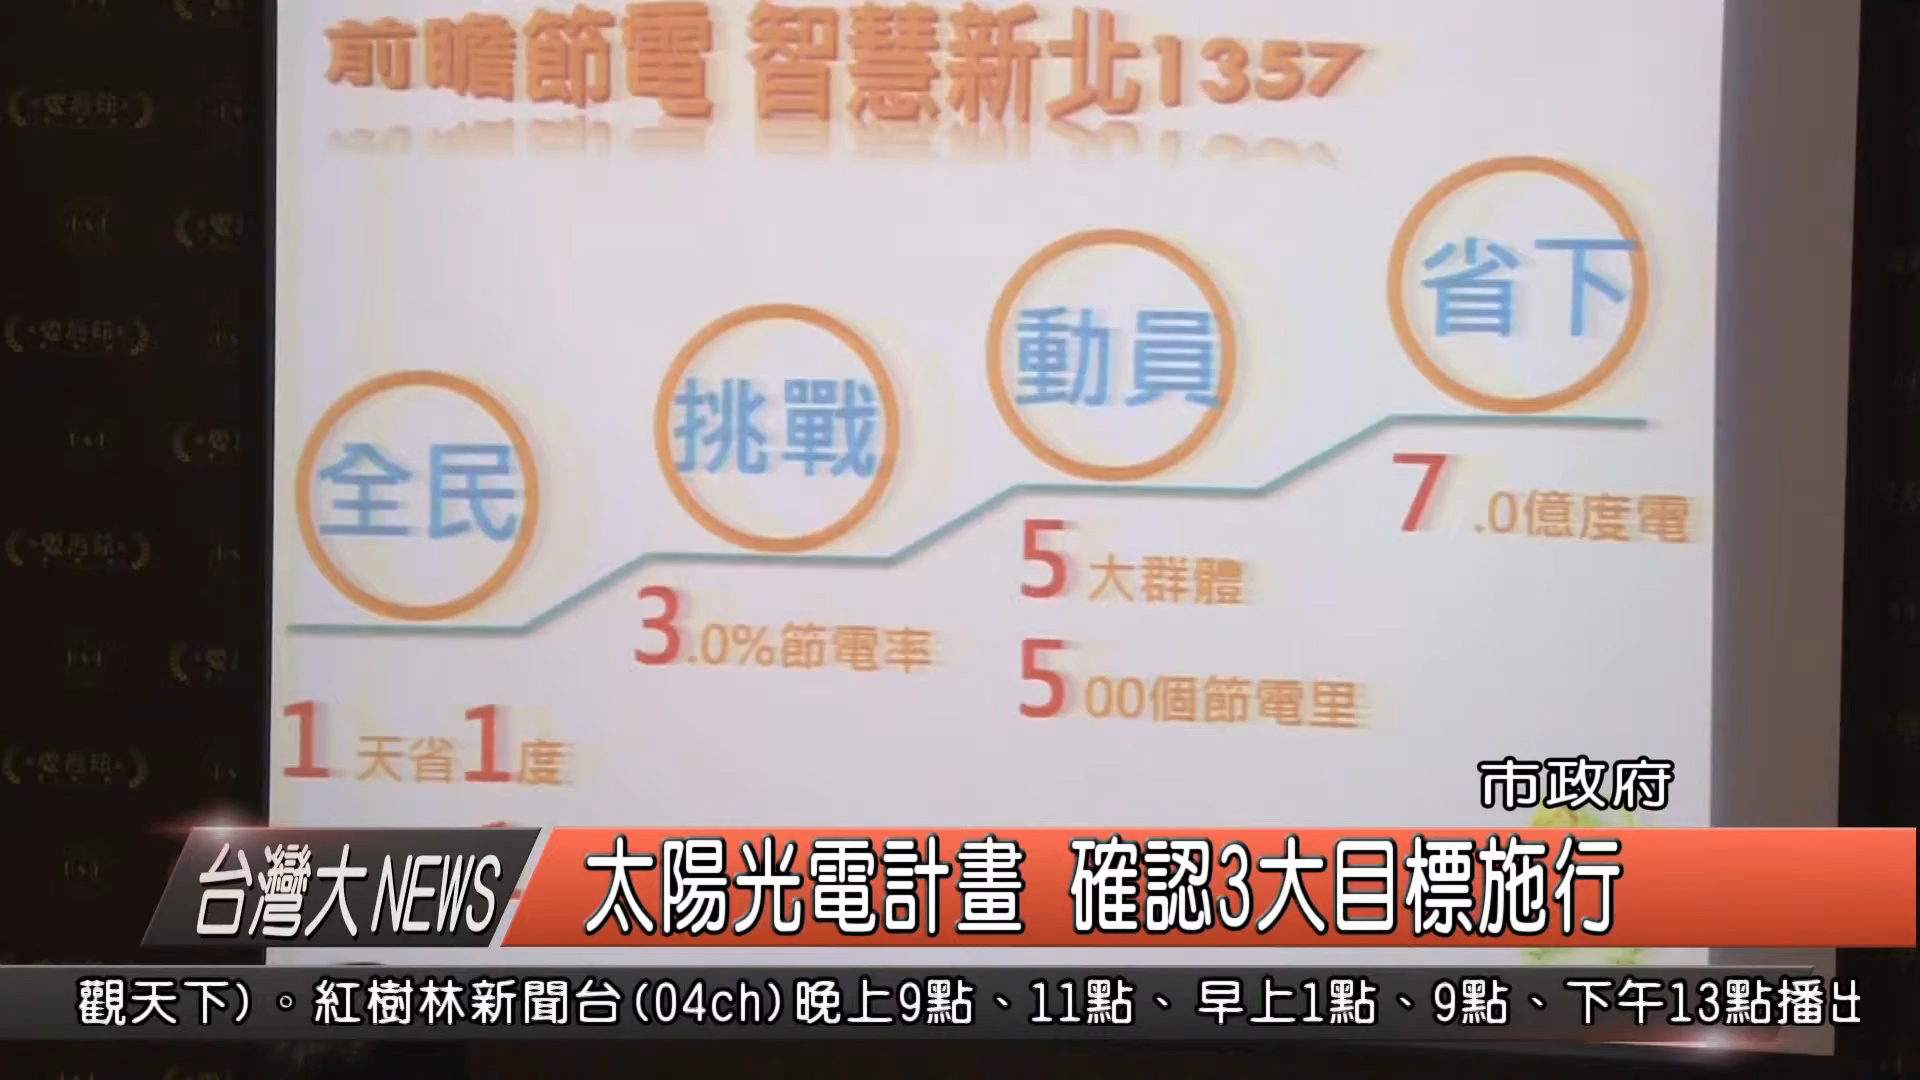 前瞻節電 智慧新北1357
省下
動員
挑戰
全民
7.0億度電
5大群體
3.0%節電率
500個節電里
1天省1度
市政府
台灣大NEWS
太陽光電計畫 確認3大目標施行
觀天下)。紅樹林新聞台(04ch)晚上9點、11點、早上1點、9點、下午13點播出